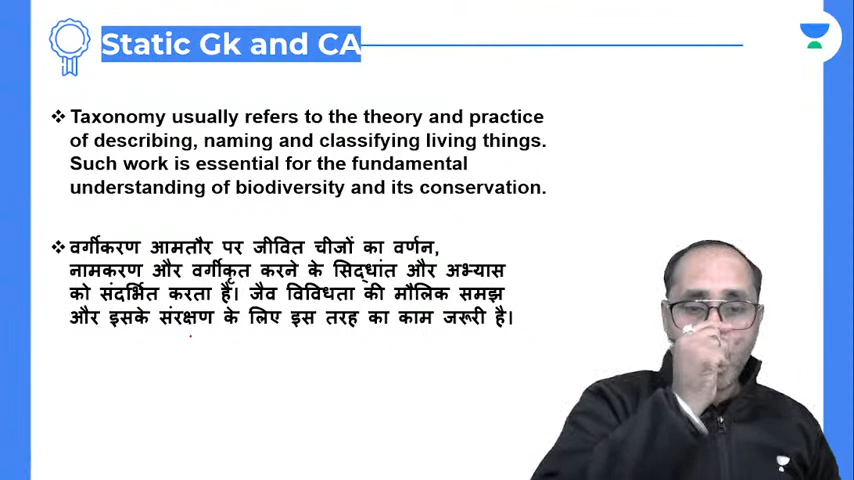 Static Gk and CA
❖ Taxonomy usually refers to the theory and practice
of describing, naming and classifying living things.
Such work is essential for the fundamental
understanding of biodiversity and its conservation.
❖ वर्गीकरण आमतौर पर जीवित चीजों का वर्णन,
नामकरण और वर्गीकृत करने के सिद्धांत और अभ्यास
को संदर्भित करता है। जैव विविधता की मौलिक समझ
और इसके संरक्षण के लिए इस तरह का काम जरूरी है।